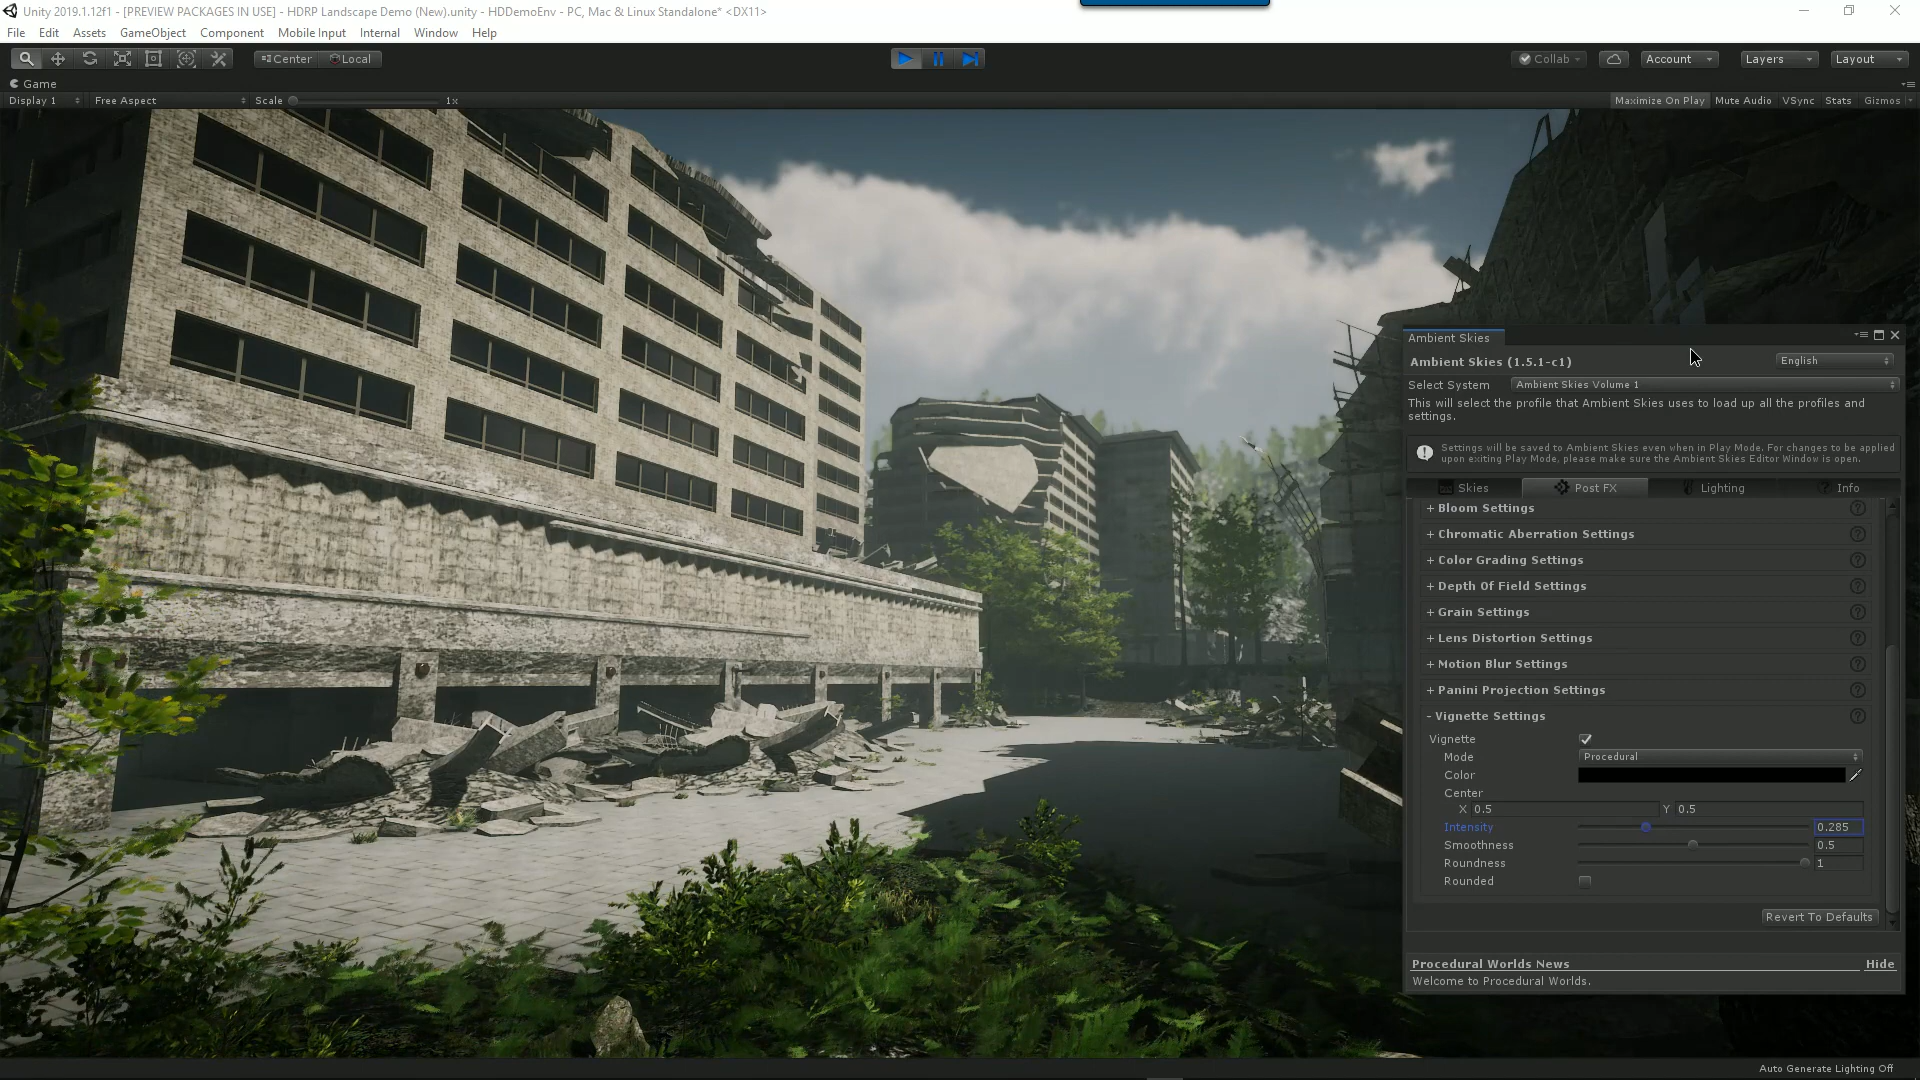 Unity 2019.1.12f1 - [PREVIEW PACKAGES IN USE] - HDRP Landscape Demo (New).unity - HDDemoEnv - PC, Mac & Linux Standalone* <DX11>
File Edit Assets GameObject Component Mobile Input Internal Window Help
Center Local Collab Account Layers Layout
Game
Display 1 Free Aspect Scale 1x Maximize On Play Mute Audio VSync Stats Gizmos
Ambient Skies
Ambient Skies (1.5.1-c1) English
Select System Ambient Skies Volume 1
This will select the profile that Ambient Skies uses to load up all the profiles and
settings.
Settings will be saved to Ambient Skies even when in Play Mode. For changes to be applied
upon exiting Play Mode, please make sure the Ambient Skies Editor Window is open.
Skies Post FX Lighting ? Info
+ Bloom Settings ?
+ Chromatic Aberration Settings ?
+ Color Grading Settings ?
+ Depth Of Field Settings ?
+ Grain Settings ?
+ Lens Distortion Settings ?
+ Motion Blur Settings ?
+ Panini Projection Settings ?
- Vignette Settings ?
Vignette
Mode Procedural
Color
Center
X 0.5 Y 0.5
Intensity 0.285
Smoothness 0.5
Roundness 1
Rounded
Revert To Defaults
Procedural Worlds News Hide
Welcome to Procedural Worlds.
Auto Generate Lighting Off